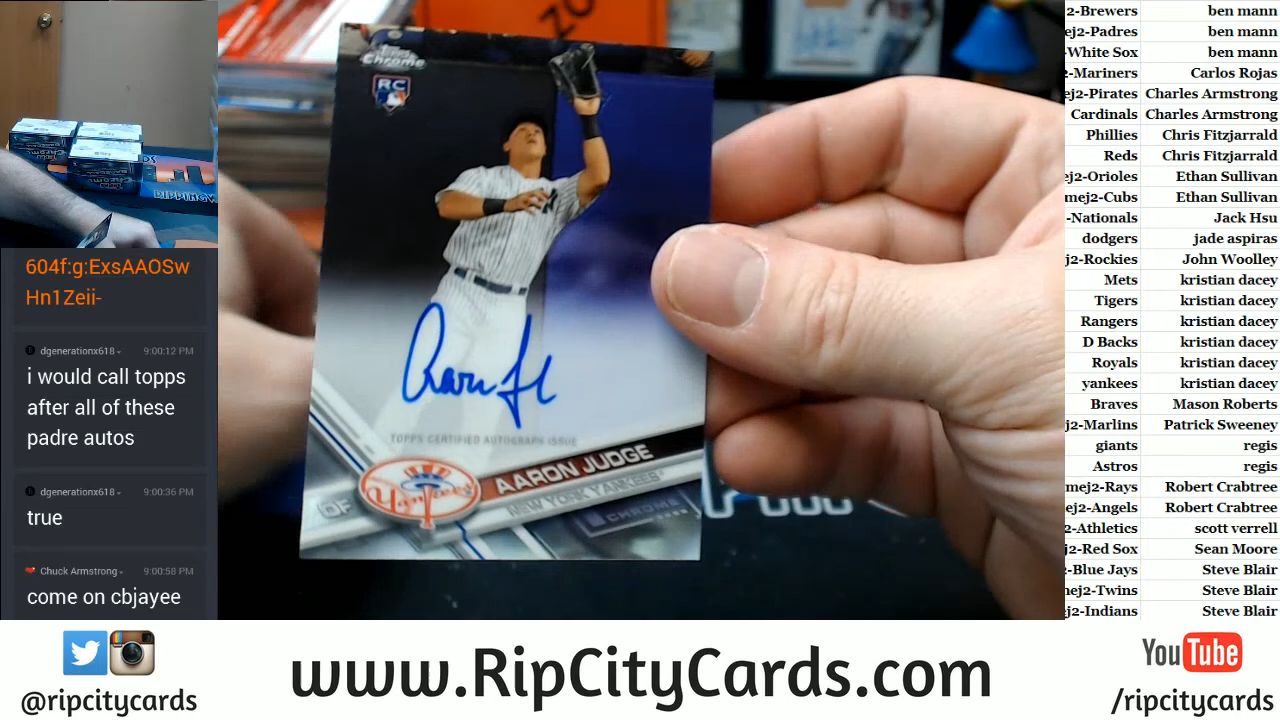 604f:g:ExsAAOSw
Hn1Zeii-
dgenerationx618
9:00:12 PM
i would call topps
after all of these
padre autos
dgenerationx618
9:00:36 PM
true
Chuck Armstrong
9:00:58 PM
come on cbjayee
Topps
Chrome
RC
Aaron Judge
TOPPS CERTIFIED AUTOGRAPH ISSUE
AARON JUDGE
NEW YORK YANKEES
Yankees
OF
CHROME
2-Brewers ben mann
ej2-Padres ben mann
-White Sox ben mann
2-Mariners Carlos Rojas
ej2-Pirates Charles Armstrong
Cardinals Charles Armstrong
Phillies Chris Fitzjarrald
Reds Chris Fitzjarrald
ej2-Orioles Ethan Sullivan
mej2-Cubs Ethan Sullivan
-Nationals Jack Hsu
dodgers jade aspiras
j2-Rockies John Woolley
Mets kristian dacey
Tigers kristian dacey
Rangers kristian dacey
D Backs kristian dacey
Royals kristian dacey
yankees kristian dacey
Braves Mason Roberts
j2-Marlins Patrick Sweeney
giants regis
Astros regis
mej2-Rays Robert Crabtree
ej2-Angels Robert Crabtree
2-Athletics scott verrell
j2-Red Sox Sean Moore
-Blue Jays Steve Blair
nej2-Twins Steve Blair
ej2-Indians Steve Blair
@ripcitycards
www.RipCityCards.com
YouTube
/ripcitycards